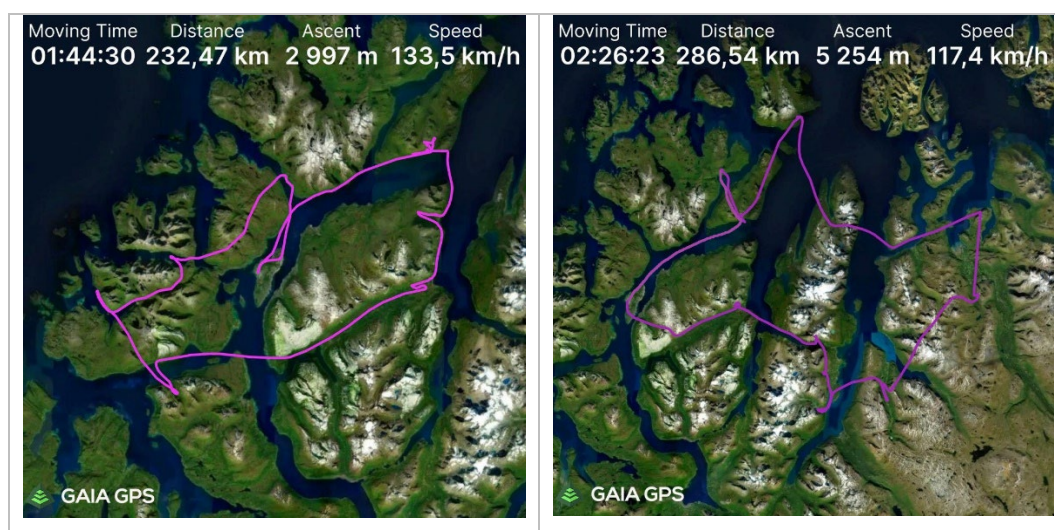 Moving Time Distance Ascent Speed
01:44:30 232,47 km 2 997 m 133,5 km/h
GAIA GPS
Moving Time Distance Ascent Speed
02:26:23 286,54 km 5 254 m 117,4 km/h
GAIA GPS